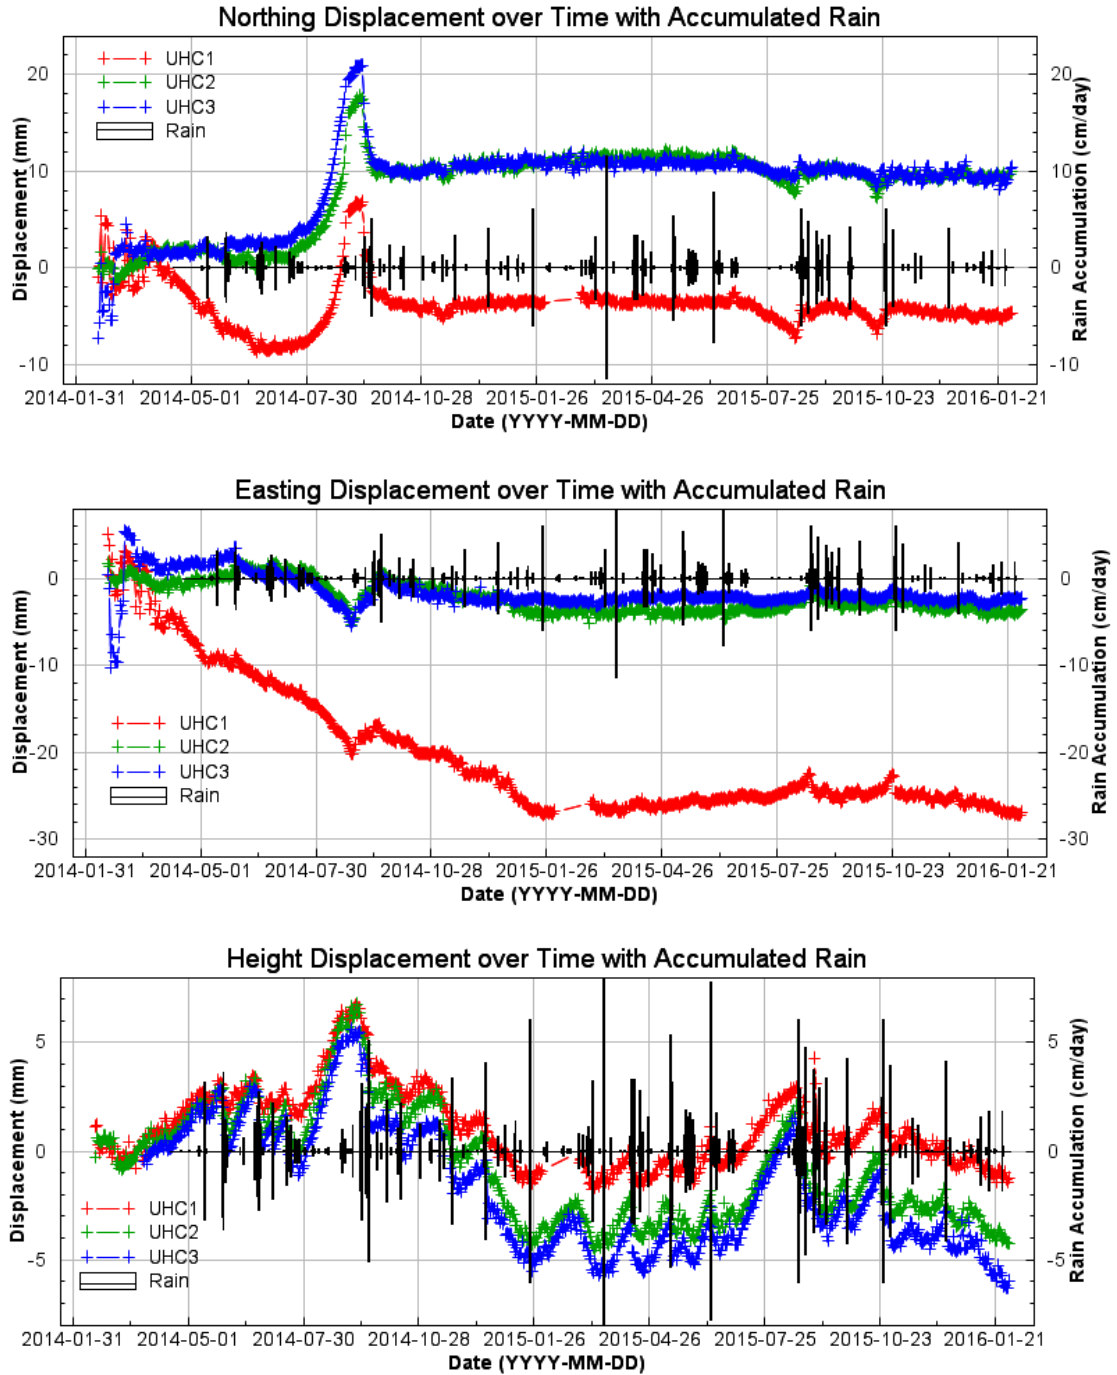 Northing Displacement over Time with Accumulated Rain
UHC1
UHC2
UHC3
Rain
20
10
0
-10
Displacement (mm)
20
10
0
-10
Rain Accumulation (cm/day)
2014-01-31 2014-05-01 2014-07-30 2014-10-28 2015-01-26 2015-04-26 2015-07-25 2015-10-23 2016-01-21
Date (YYYY-MM-DD)
Easting Displacement over Time with Accumulated Rain
0
-10
-20
-30
Displacement (mm)
UHC1
UHC2
UHC3
Rain
0
-10
-20
-30
Rain Accumulation (cm/day)
2014-01-31 2014-05-01 2014-07-30 2014-10-28 2015-01-26 2015-04-26 2015-07-25 2015-10-23 2016-01-21
Date (YYYY-MM-DD)
Height Displacement over Time with Accumulated Rain
5
0
-5
Displacement (mm)
UHC1
UHC2
UHC3
Rain
5
0
-5
Rain Accumulation (cm/day)
2014-01-31 2014-05-01 2014-07-30 2014-10-28 2015-01-26 2015-04-26 2015-07-25 2015-10-23 2016-01-21
Date (YYYY-MM-DD)